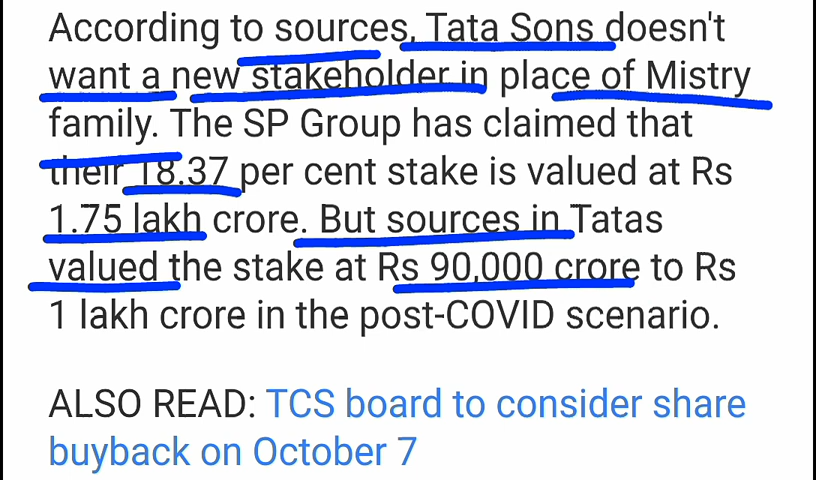 According to sources, Tata Sons doesn't
want a new stakeholder in place of Mistry
family. The SP Group has claimed that
their 18.37 per cent stake is valued at Rs
1.75 lakh crore. But sources in Tatas
valued the stake at Rs 90,000 crore to Rs
1 lakh crore in the post-COVID scenario.
ALSO READ: TCS board to consider share
buyback on October 7